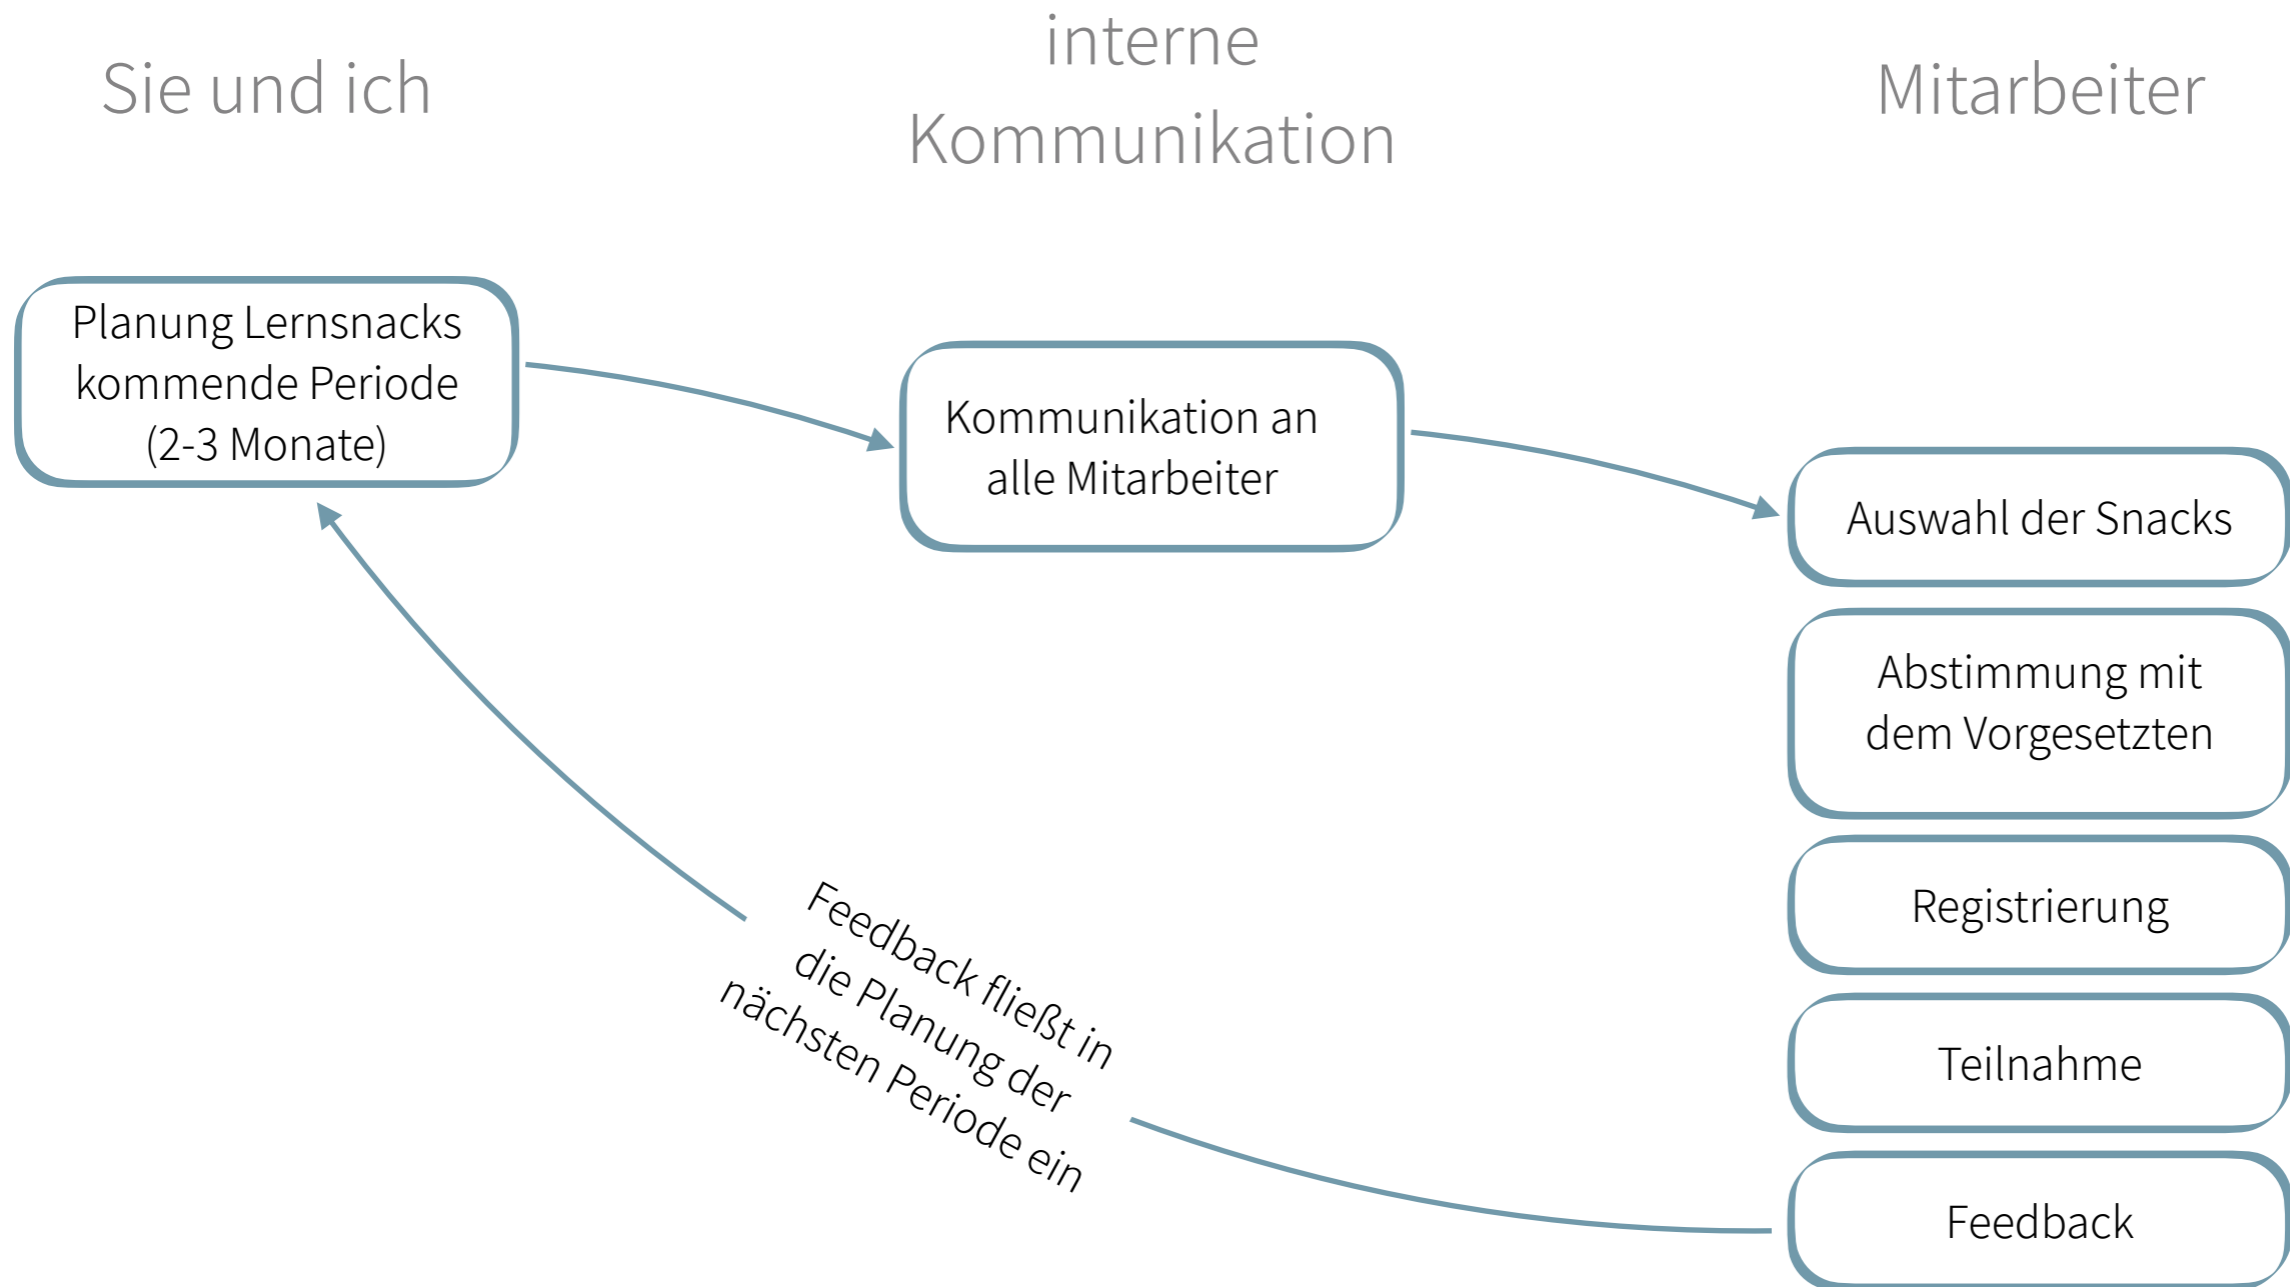 Sie und ich
interne
Kommunikation
Mitarbeiter
Planung Lernsnacks
kommende Periode
(2-3 Monate)
Kommunikation an
alle Mitarbeiter
Auswahl der Snacks
Abstimmung mit
dem Vorgesetzten
Registrierung
Teilnahme
Feedback
Feedback fließt in
die Planung der
nächsten Periode ein